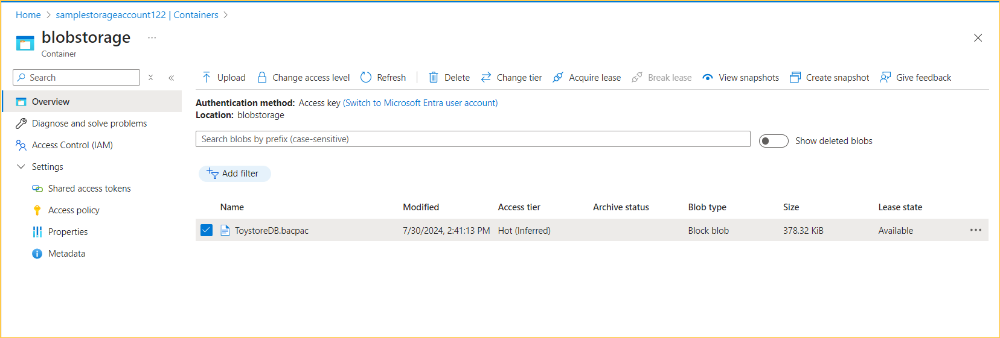 Home > samplestorageaccount122 | Containers >
blobstorage ...
Container
Search
Upload Change access level Refresh Delete Change tier Acquire lease Break lease View snapshots Create snapshot Give feedback
Overview
Diagnose and solve problems
Access Control (IAM)
Settings
Shared access tokens
Access policy
Properties
Metadata
Authentication method: Access key (Switch to Microsoft Entra user account)
Location: blobstorage
Search blobs by prefix (case-sensitive)
Show deleted blobs
Add filter
Name Modified Access tier Archive status Blob type Size Lease state
ToystoreDB.bacpac 7/30/2024, 2:41:13 PM Hot (Inferred) Block blob 378.32 KiB Available ...